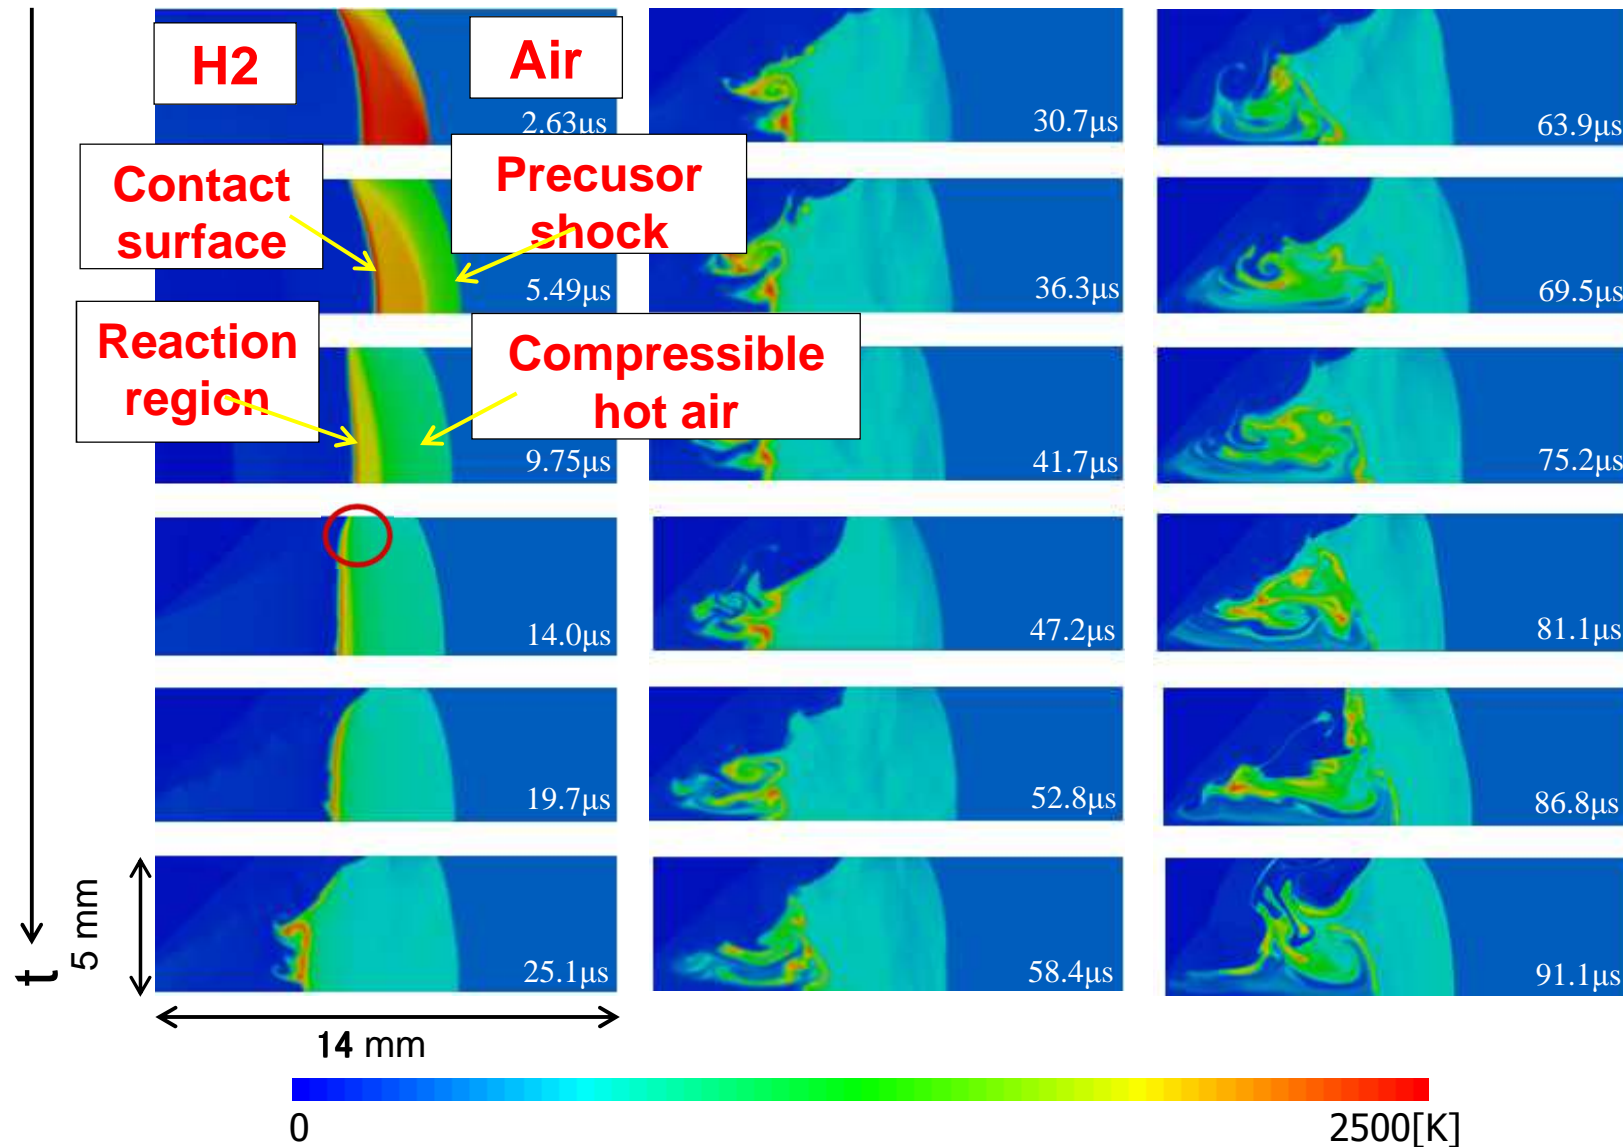 H2
Air
2.63μs
Contact
surface
Precusor
shock
5.49μs
Reaction
region
Compressible
hot air
9.75μs
14.0μs
19.7μs
25.1μs
30.7μs
36.3μs
41.7μs
47.2μs
52.8μs
58.4μs
63.9μs
69.5μs
75.2μs
81.1μs
86.8μs
91.1μs
t
5 mm
14 mm
0
2500[K]